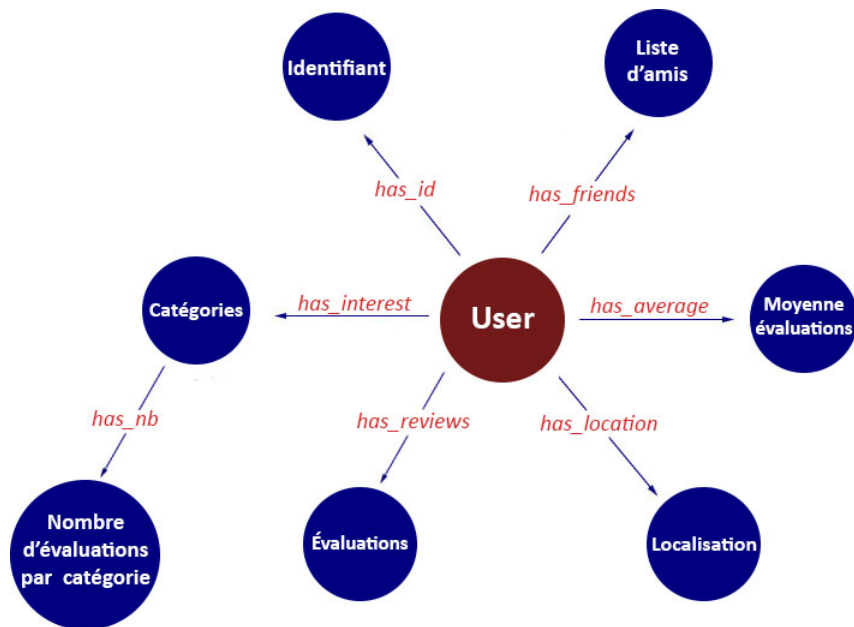 Identifiant
Liste
d'amis
has_id
has_friends
Catégories
has_interest
User
has_average
Moyenne
évaluations
has_nb
has_reviews
has_location
Nombre
d'évaluations
par catégorie
Évaluations
Localisation